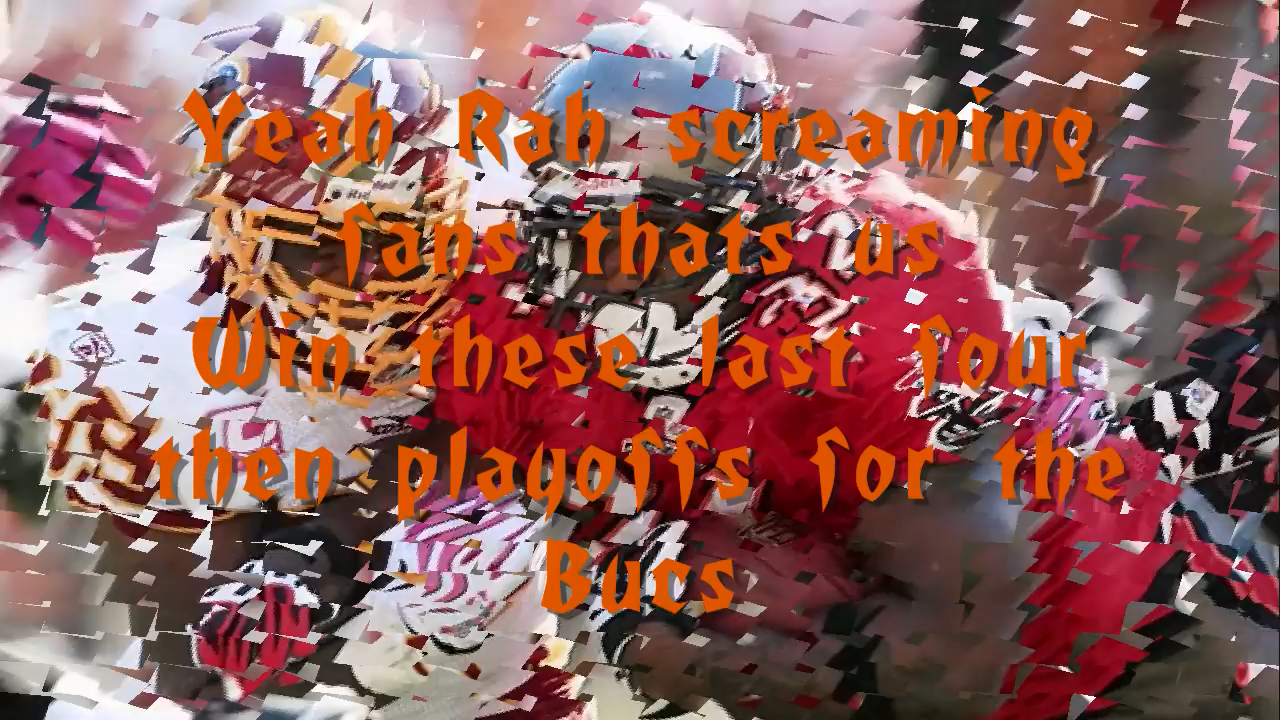 Yeah Rah screaming
fans thats us
Win these last four
then playoffs for the
Bucs